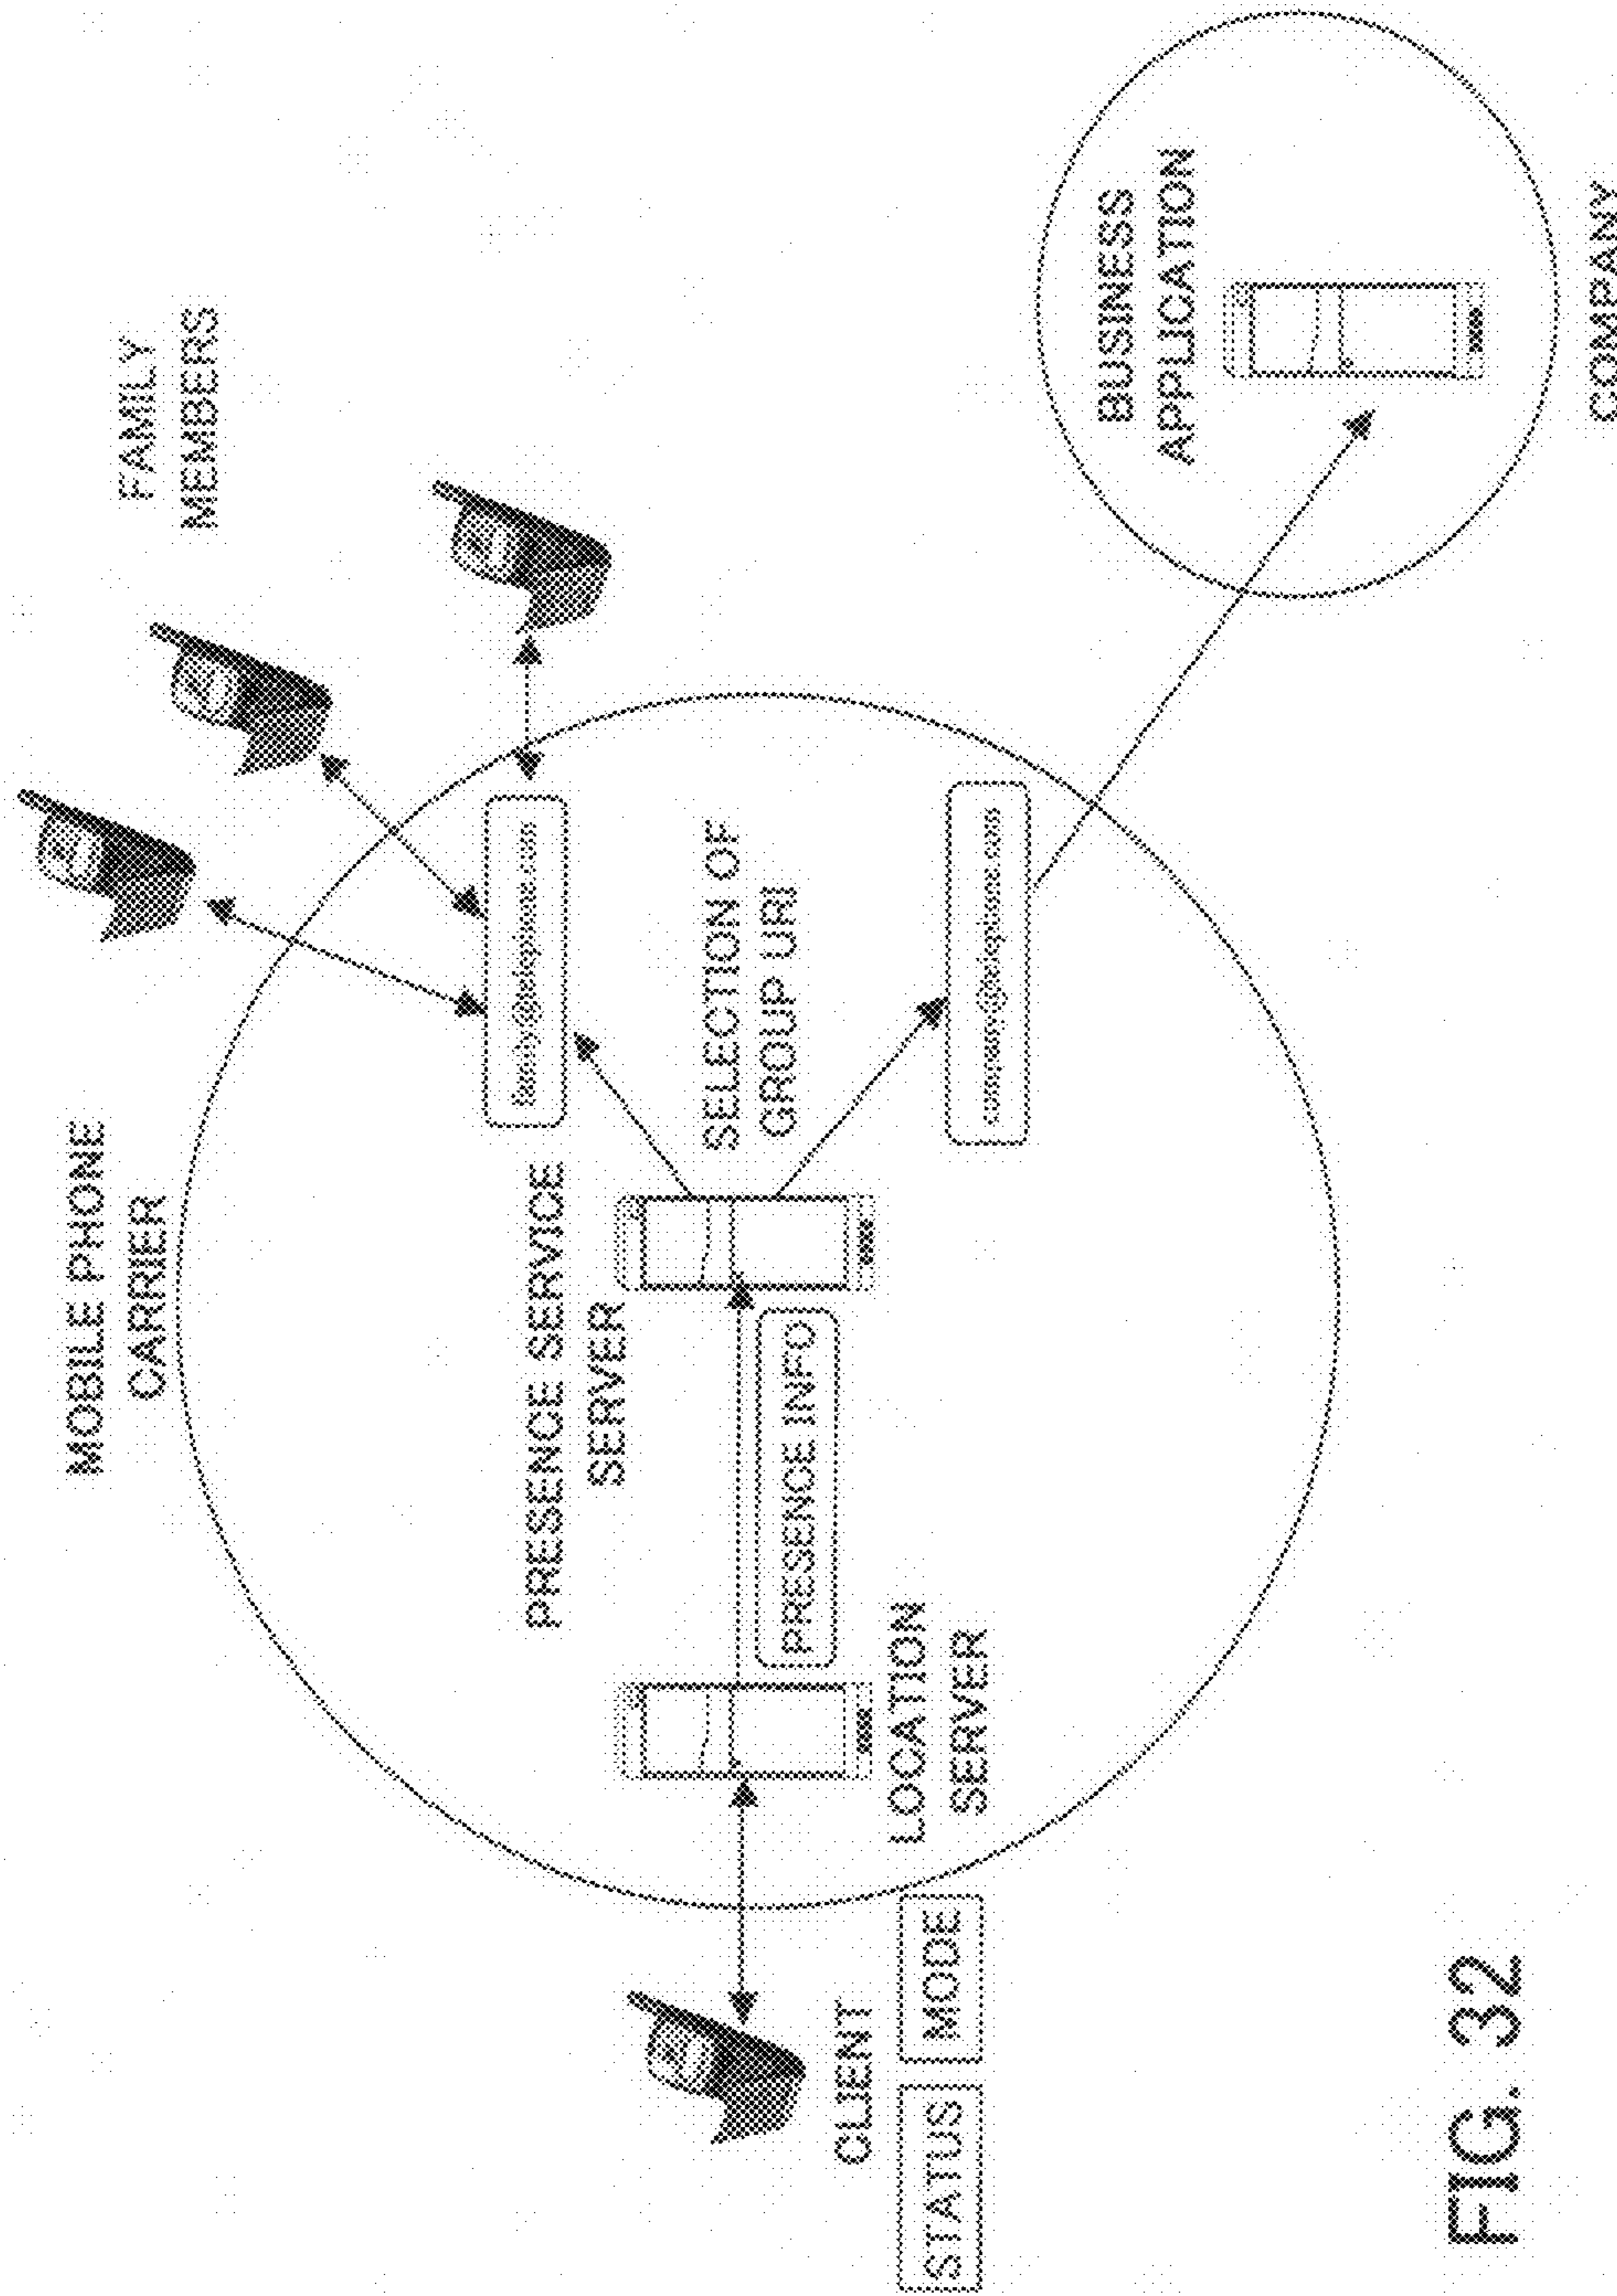 MOBILE PHONE
CARRIER
FAMILY
MEMBERS
PRESENCE SERVICE
SERVER
SELECTION OF
GROUP URI
PRESENCE INFO
LOCATION
SERVER
CLIENT
STATUS
MODE
BUSINESS
APPLICATION
COMPANY
FIG. 32